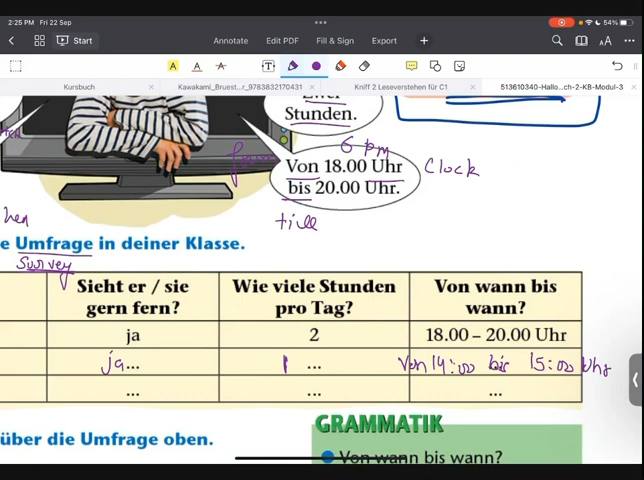 2:25 PM Fri 22 Sep
54%
Start
Annotate Edit PDF Fill & Sign Export
Kursbuch
Kawakami_Bruest...r_9783832170431
Kniff 2 Leseverstehen für C1
513610340-Hallo...ch-2-KB-Modul-3
Zwei
Stunden.
6 pm
from
Von 18.00 Uhr
clock
bis 20.00 Uhr.
till
e Umfrage in deiner Klasse.
Survey
Sieht er / sie gern fern?
Wie viele Stunden pro Tag?
Von wann bis wann?
ja 2 18.00 – 20.00 Uhr
ja... 1 ... Von 14:00 bis 15:00 Uhr
... ... ...
über die Umfrage oben.
GRAMMATIK
Von wann bis wann?